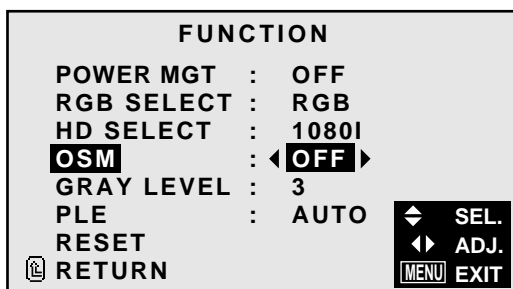 FUNCTION
POWER MGT : OFF
RGB SELECT : RGB
HD SELECT : 1080I
OSM : OFF
GRAY LEVEL : 3
PLE : AUTO
RESET
RETURN
SEL.
ADJ.
MENU EXIT